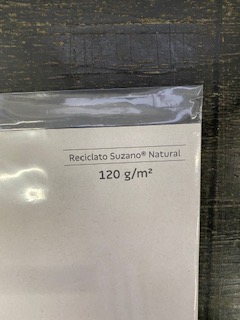 Reciclato Suzano® Natural
120 g/m²